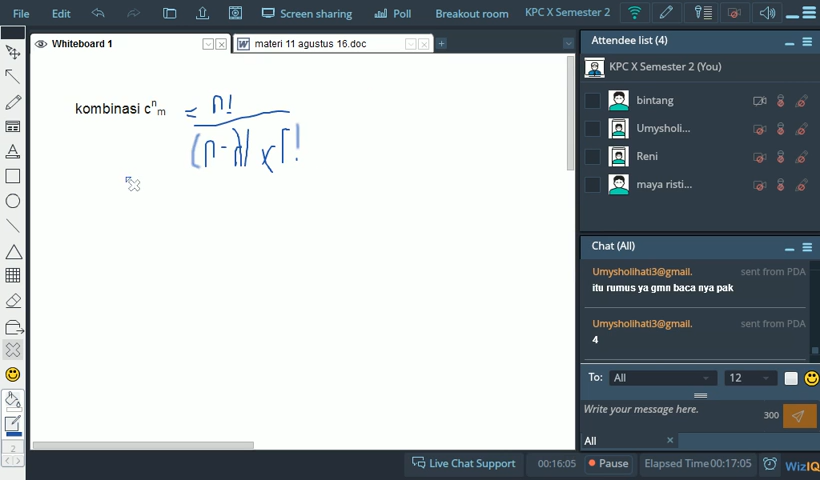 File Edit Screen sharing Poll Breakout room KPC X Semester 2
Whiteboard 1 materi 11 agustus 16.doc
Attendee list (4)
KPC X Semester 2 (You)
bintang
Umysholi...
Reni
maya risti...
kombinasi cⁿₘ = n!
(n-
x r!
Chat (All)
Umysholihati3@gmail. sent from PDA
itu rumus ya gmn baca nya pak
Umysholihati3@gmail. sent from PDA
4
To: All 12
Write your message here. 300
All
2
Live Chat Support 00:16:05 Pause Elapsed Time 00:17:05 WizIQ